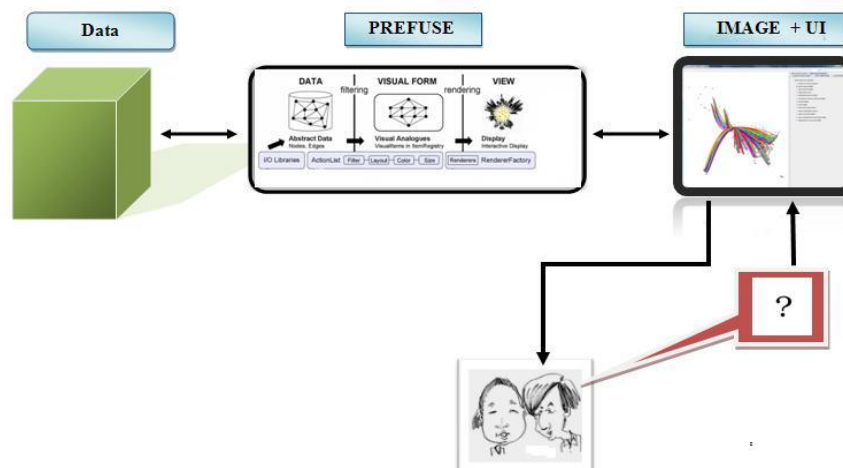 Data
PREFUSE
IMAGE + UI
DATA
VISUAL FORM
VIEW
filtering
rendering
Abstract Data
Nodes, Edges
Visual Analogues
VisualItems in ItemRegistry
Display
Interactive Display
I/O Libraries
ActionList
Filter
Layout
Color
Size
Renderers
RendererFactory
?